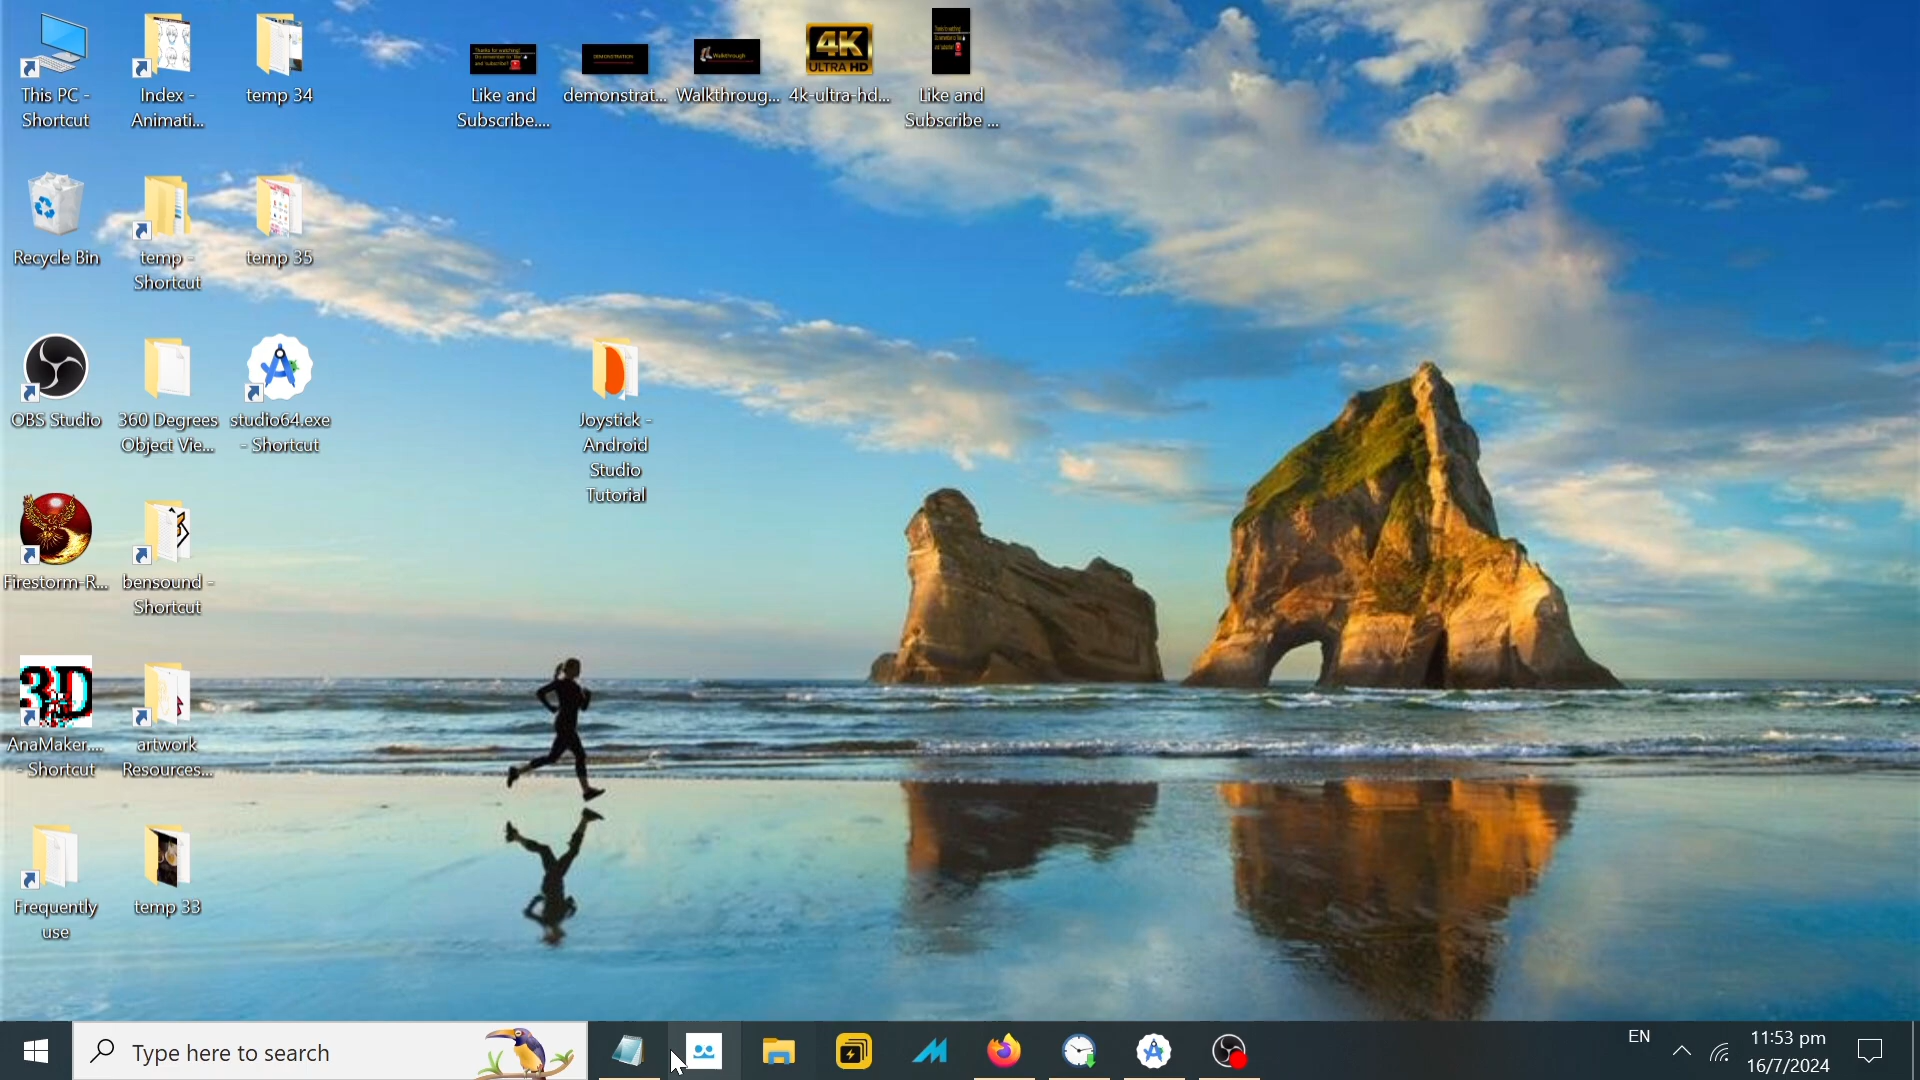 This PC -
Shortcut
Index -
Animati...
temp 34
Like and
Subscribe....
DEMONSTRATION
demonstrat...
Walkthrough
Walkthroug...
4K
ULTRA HD
4k-ultra-hd...
Like and
Subscribe ...
Recycle Bin
temp -
Shortcut
temp 35
OBS Studio
360 Degrees
Object Vie...
studio64.exe
- Shortcut
Joystick -
Android
Studio
Tutorial
Firestorm-R...
bensound -
Shortcut
3D
AnaMaker....
- Shortcut
artwork
Resources...
Frequently
use
temp 33
Type here to search
EN
11:53 pm
16/7/2024